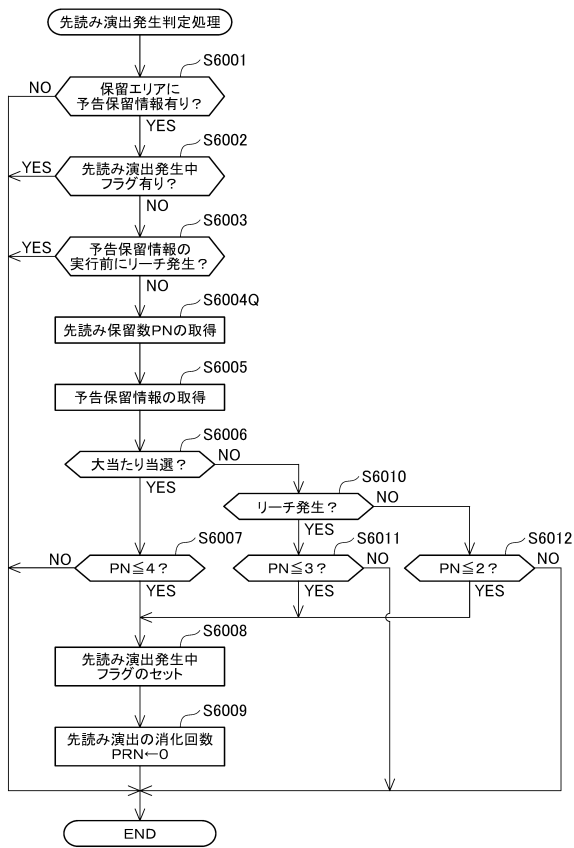 先読み演出発生判定処理
S6001
保留エリアに
予告保留情報有り？
NO
YES
S6002
先読み演出発生中
フラグ有り？
YES
NO
S6003
予告保留情報の
実行前にリーチ発生？
YES
NO
S6004Q
先読み保留数PNの取得
S6005
予告保留情報の取得
S6006
大当たり当選？
NO
YES
S6010
リーチ発生？
NO
YES
S6007
PN≦4？
NO
YES
S6011
PN≦3？
NO
YES
S6012
PN≦2？
NO
YES
S6008
先読み演出発生中
フラグのセット
S6009
先読み演出の消化回数
PRN←0
END